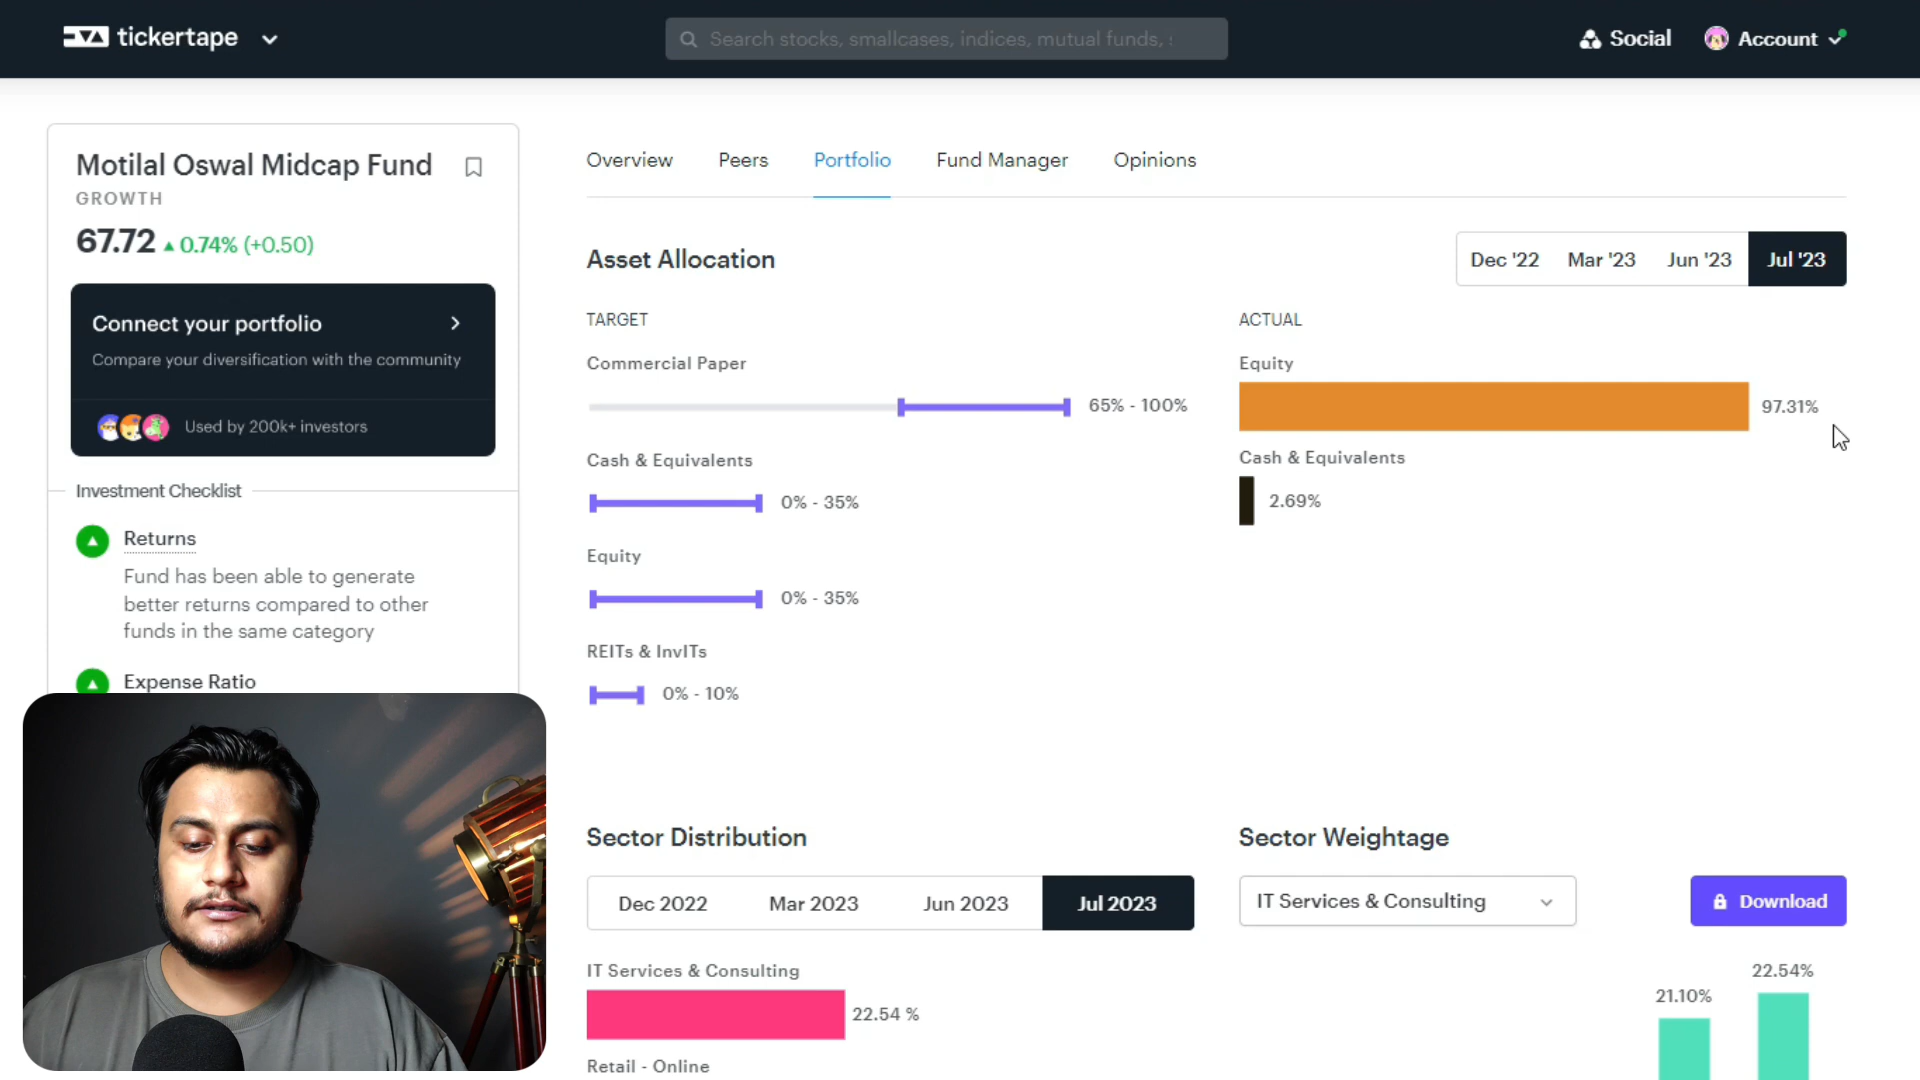 tickertape
Search stocks, smallcases, indices, mutual funds, s
Social
Account
Motilal Oswal Midcap Fund
GROWTH
67.72 ▲ 0.74% (+0.50)
Connect your portfolio
Compare your diversification with the community
Used by 200k+ investors
Investment Checklist
Returns
Fund has been able to generate
better returns compared to other
funds in the same category
Expense Ratio
Overview
Peers
Portfolio
Fund Manager
Opinions
Asset Allocation
Dec '22
Mar '23
Jun '23
Jul '23
TARGET
Commercial Paper
65% - 100%
Cash & Equivalents
0% - 35%
Equity
0% - 35%
REITs & InvITs
0% - 10%
ACTUAL
Equity
97.31%
Cash & Equivalents
2.69%
Sector Distribution
Dec 2022
Mar 2023
Jun 2023
Jul 2023
IT Services & Consulting
22.54 %
Retail - Online
Sector Weightage
IT Services & Consulting
Download
21.10%
22.54%